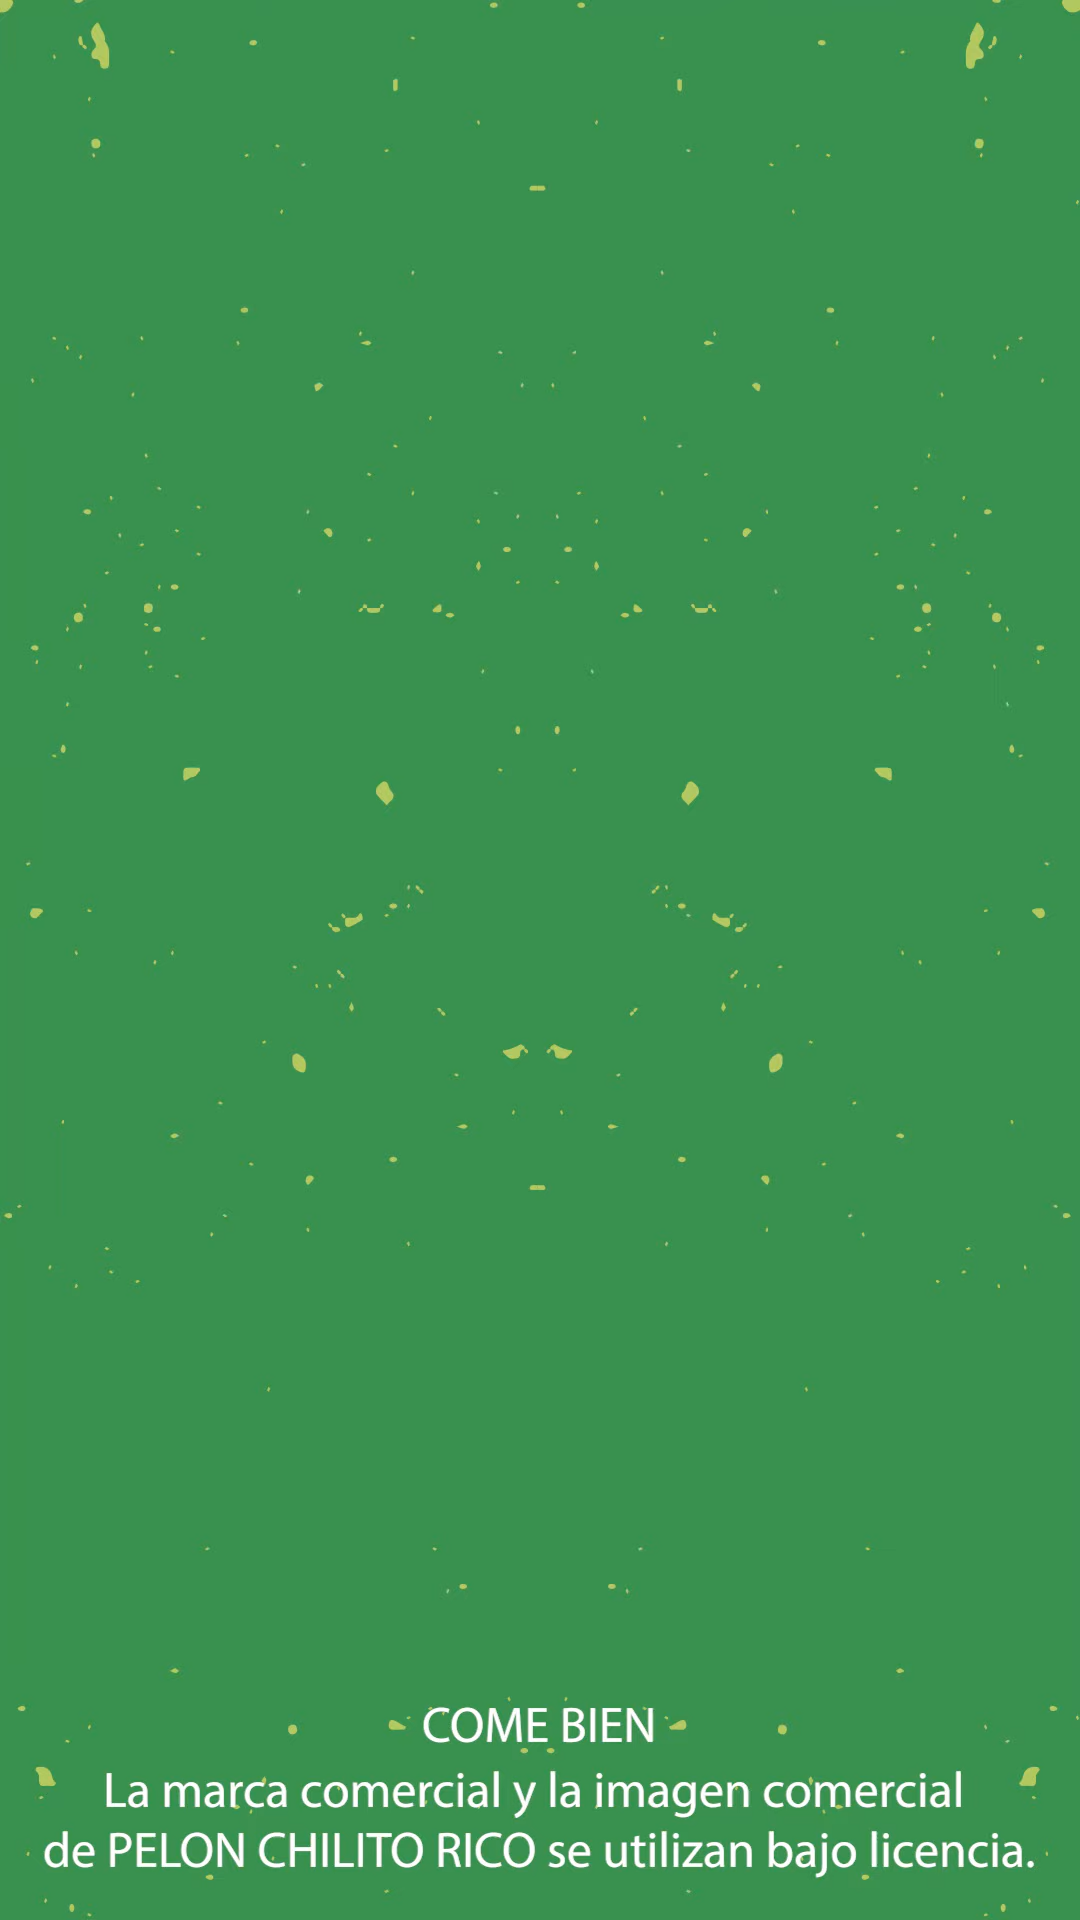 COME BIEN
La marca comercial y la imagen comercial
de PELON CHILITO RICO se utilizan bajo licencia.